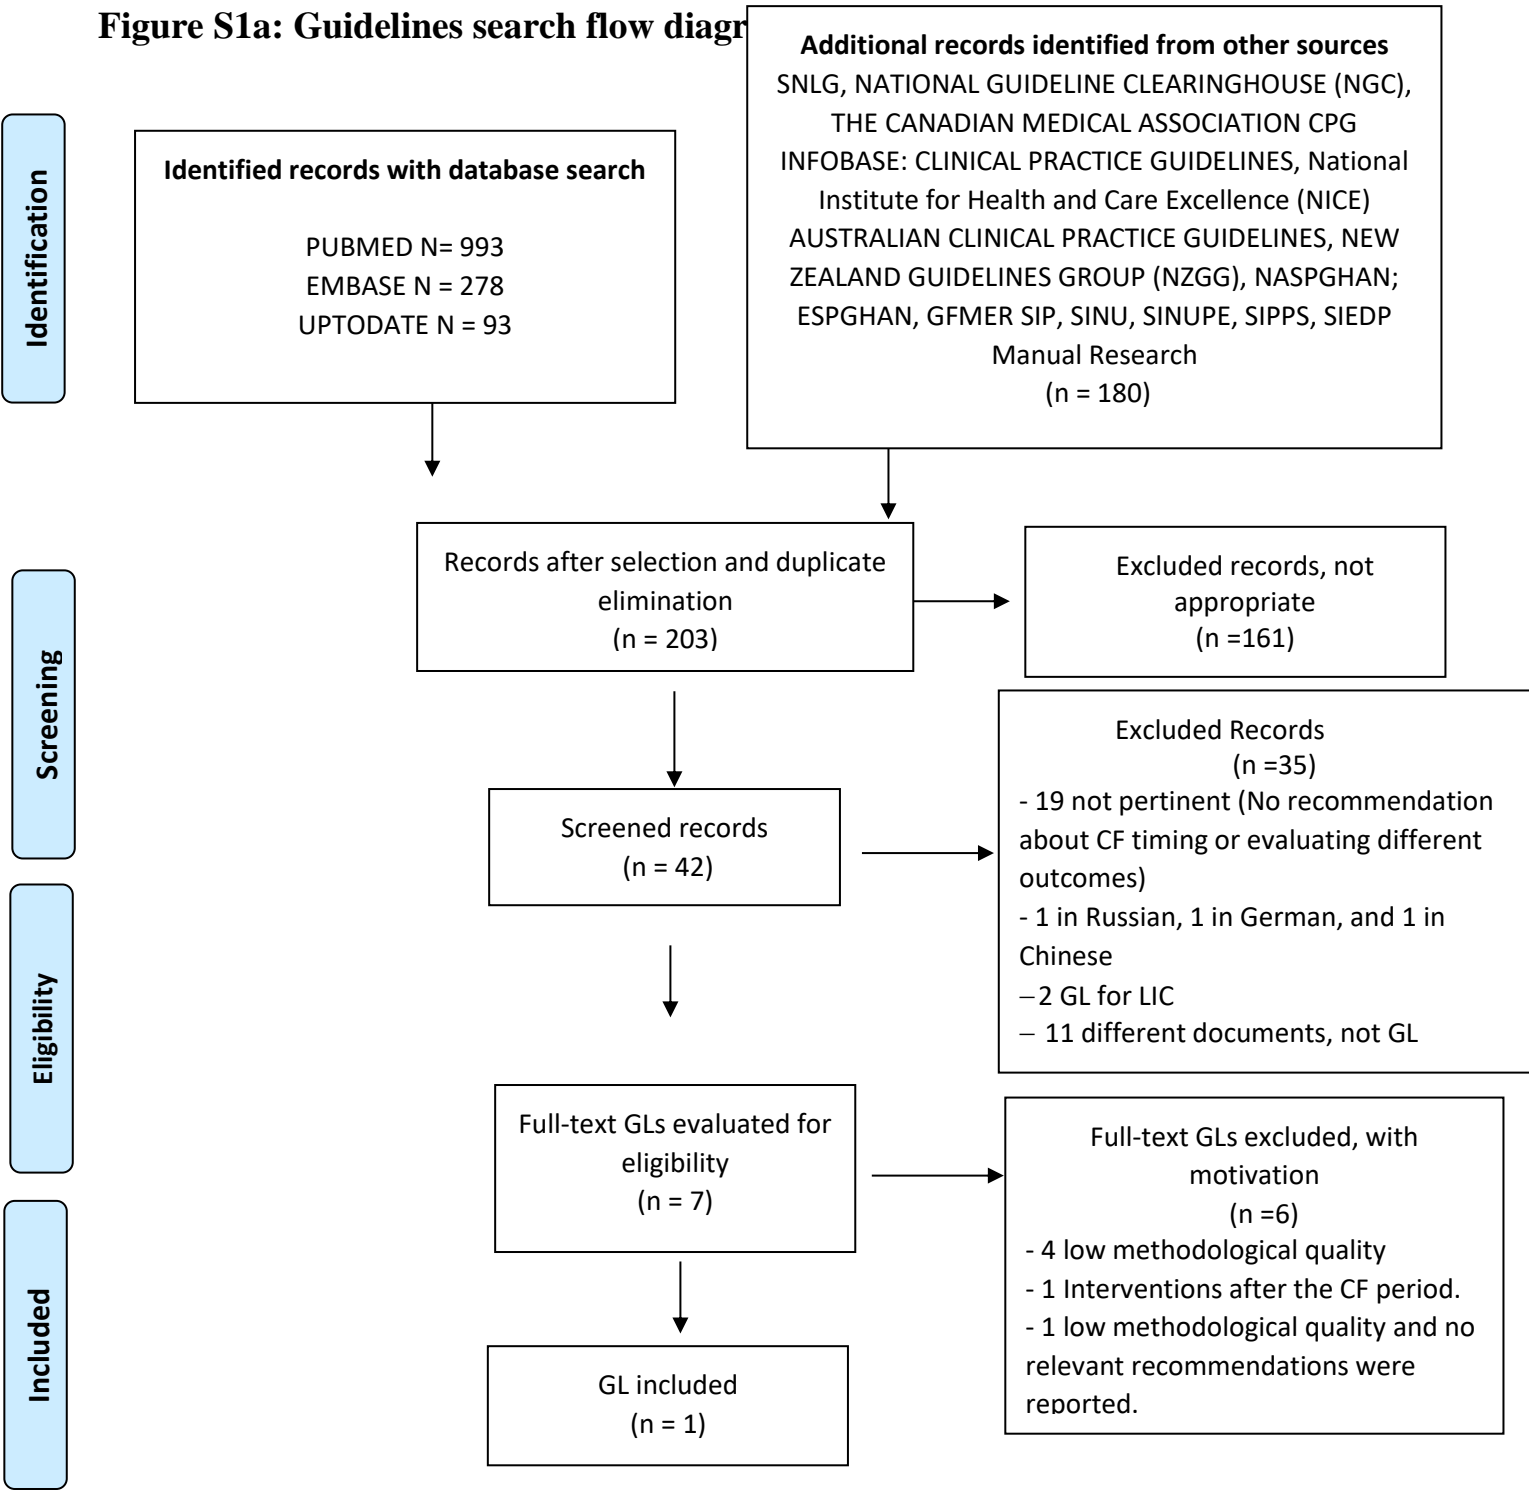 Figure S1a: Guidelines search flow diagr
Additional records identified from other sources
SNLG, NATIONAL GUIDELINE CLEARINGHOUSE (NGC),
THE CANADIAN MEDICAL ASSOCIATION CPG
INFOBASE: CLINICAL PRACTICE GUIDELINES, National
Institute for Health and Care Excellence (NICE)
AUSTRALIAN CLINICAL PRACTICE GUIDELINES, NEW
ZEALAND GUIDELINES GROUP (NZGG), NASPGHAN;
ESPGHAN, GFMER SIP, SINU, SINUPE, SIPPS, SIEDP
Manual Research
(n = 180)
Identification
Identified records with database search
PUBMED N= 993
EMBASE N = 278
UPTODATE N = 93
Records after selection and duplicate
elimination
(n = 203)
Excluded records, not
appropriate
(n =161)
Screening
Screened records
(n = 42)
Excluded Records
(n =35)
- 19 not pertinent (No recommendation
about CF timing or evaluating different
outcomes)
- 1 in Russian, 1 in German, and 1 in
Chinese
– 2 GL for LIC
– 11 different documents, not GL
Eligibility
Full-text GLs evaluated for
eligibility
(n = 7)
Full-text GLs excluded, with
motivation
(n =6)
- 4 low methodological quality
- 1 Interventions after the CF period.
- 1 low methodological quality and no
relevant recommendations were
reported.
Included
GL included
(n = 1)